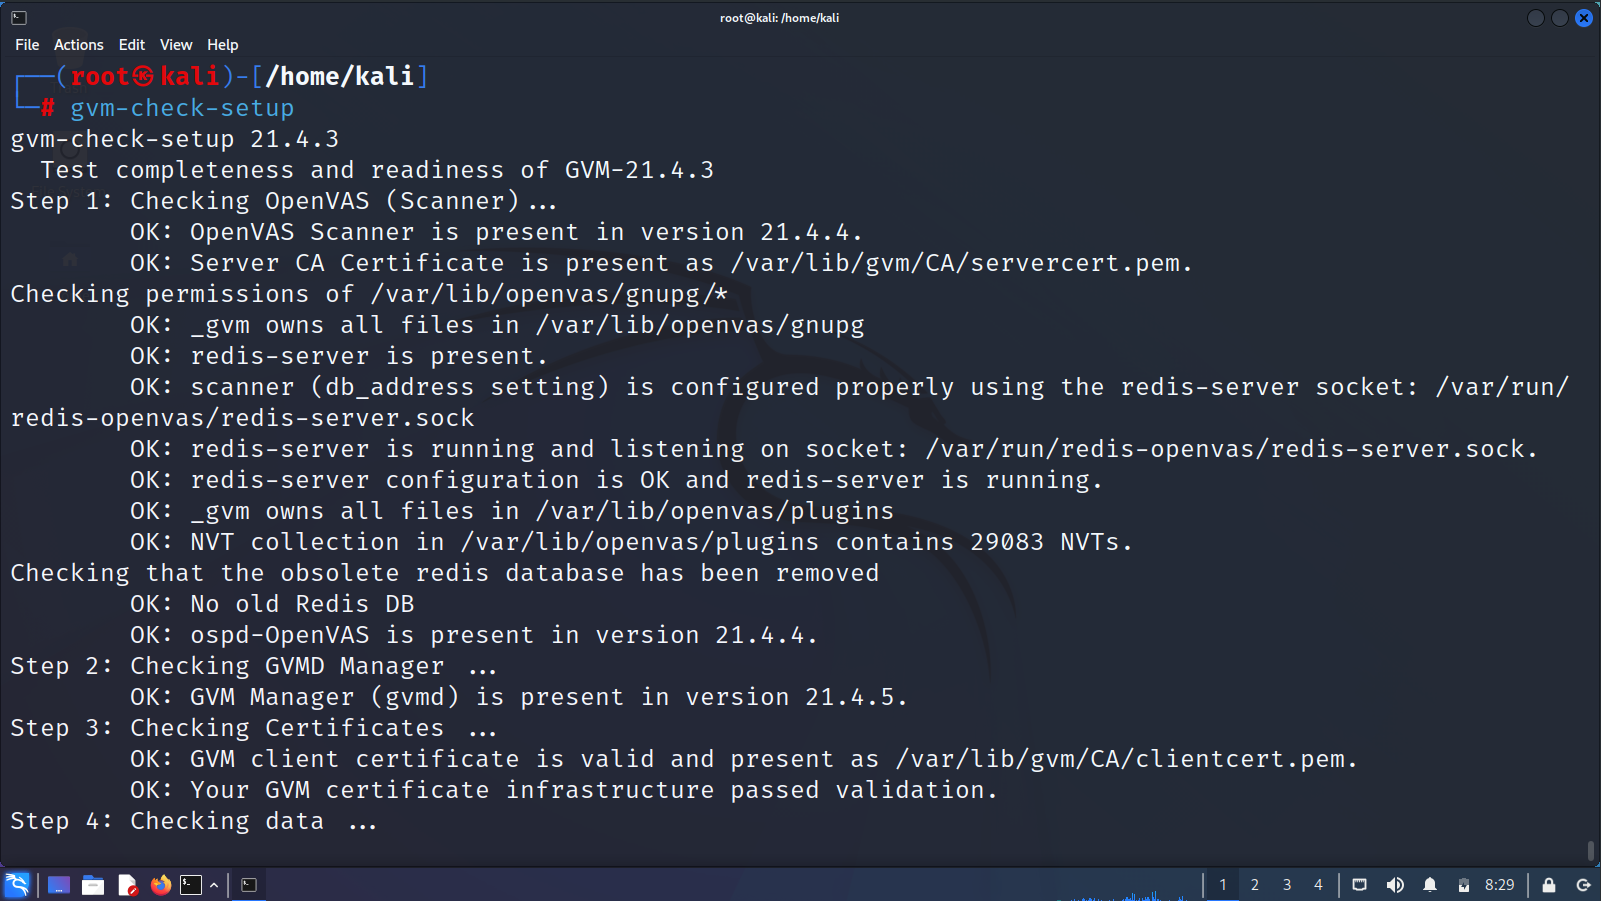 root@kali: /home/kali
File Actions Edit View Help
┌──(root㉿kali)-[/home/kali]
└─# gvm-check-setup
gvm-check-setup 21.4.3
  Test completeness and readiness of GVM-21.4.3
Step 1: Checking OpenVAS (Scanner)...
        OK: OpenVAS Scanner is present in version 21.4.4.
        OK: Server CA Certificate is present as /var/lib/gvm/CA/servercert.pem.
Checking permissions of /var/lib/openvas/gnupg/*
        OK: _gvm owns all files in /var/lib/openvas/gnupg
        OK: redis-server is present.
        OK: scanner (db_address setting) is configured properly using the redis-server socket: /var/run/
redis-openvas/redis-server.sock
        OK: redis-server is running and listening on socket: /var/run/redis-openvas/redis-server.sock.
        OK: redis-server configuration is OK and redis-server is running.
        OK: _gvm owns all files in /var/lib/openvas/plugins
        OK: NVT collection in /var/lib/openvas/plugins contains 29083 NVTs.
Checking that the obsolete redis database has been removed
        OK: No old Redis DB
        OK: ospd-OpenVAS is present in version 21.4.4.
Step 2: Checking GVMD Manager ...
        OK: GVM Manager (gvmd) is present in version 21.4.5.
Step 3: Checking Certificates ...
        OK: GVM client certificate is valid and present as /var/lib/gvm/CA/clientcert.pem.
        OK: Your GVM certificate infrastructure passed validation.
Step 4: Checking data ...
1 2 3 4 8:29